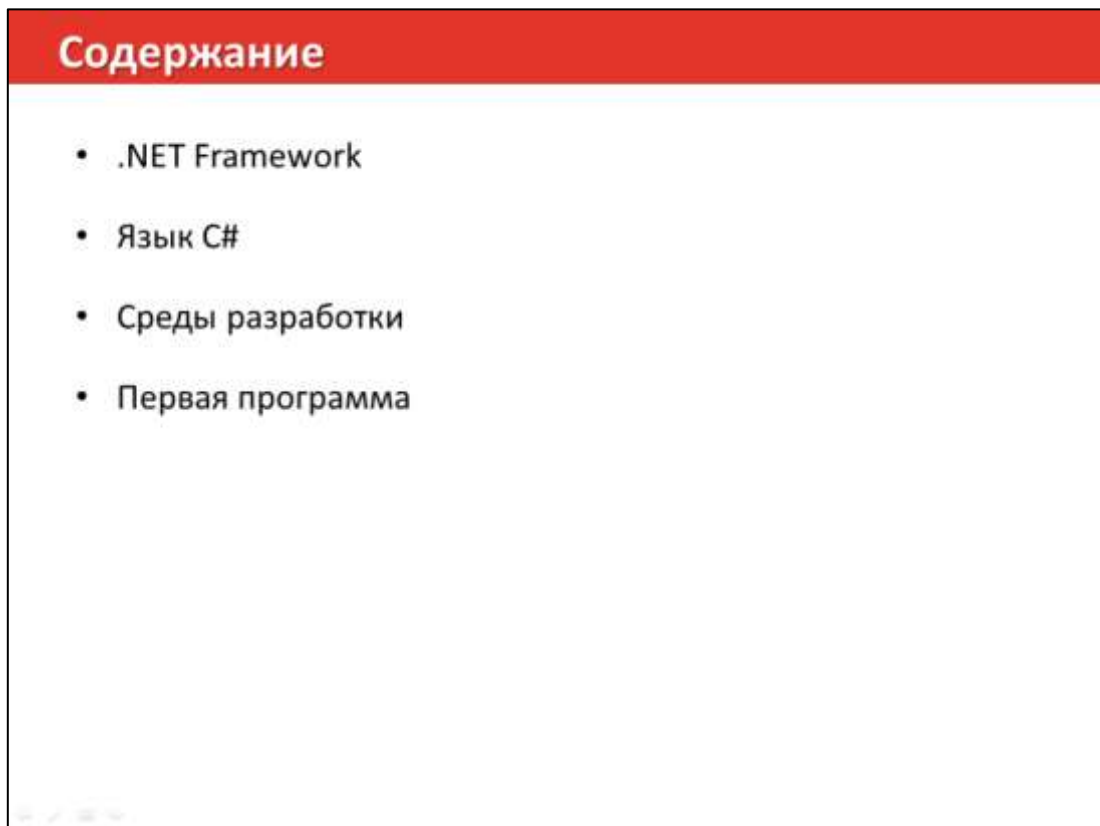 Содержание
• .NET Framework
• Язык C#
• Среды разработки
• Первая программа